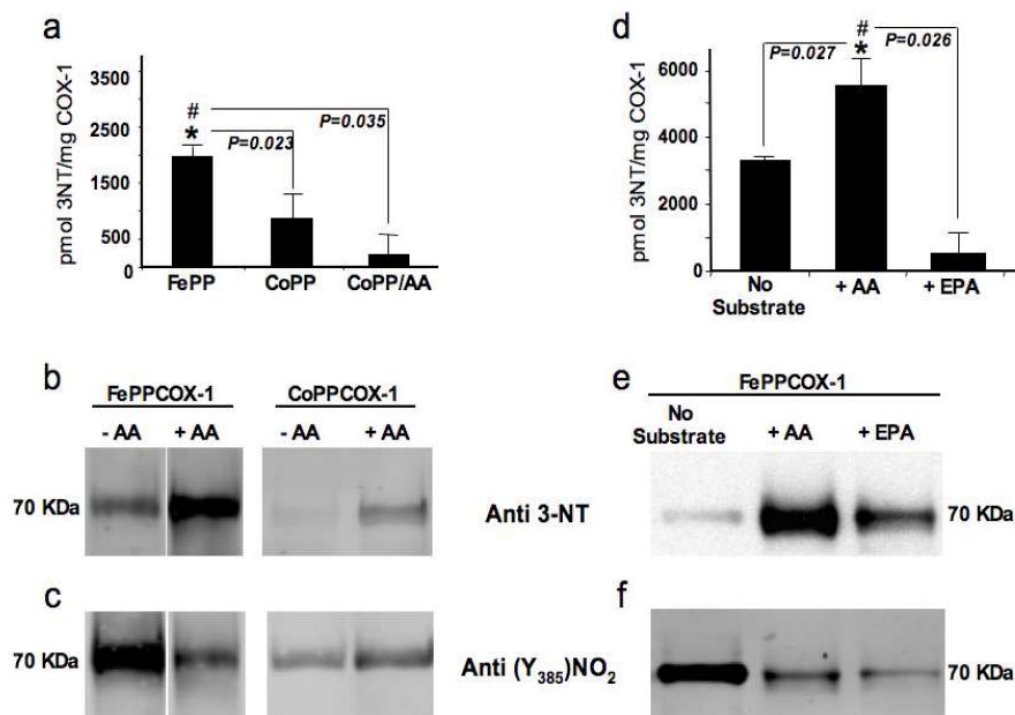 a
pmol 3NT/mg COX-1
3500
2500
1500
500
0
#
*
P=0.023
P=0.035
FePP
CoPP
CoPP/AA
d
pmol 3NT/mg COX-1
6000
4000
2000
0
P=0.027
#
*
P=0.026
No
Substrate
+ AA
+ EPA
b
FePPCOX-1
CoPPCOX-1
- AA
+ AA
- AA
+ AA
70 KDa
Anti 3-NT
e
FePPCOX-1
No
Substrate
+ AA
+ EPA
70 KDa
c
70 KDa
Anti (Y385)NO2
f
70 KDa